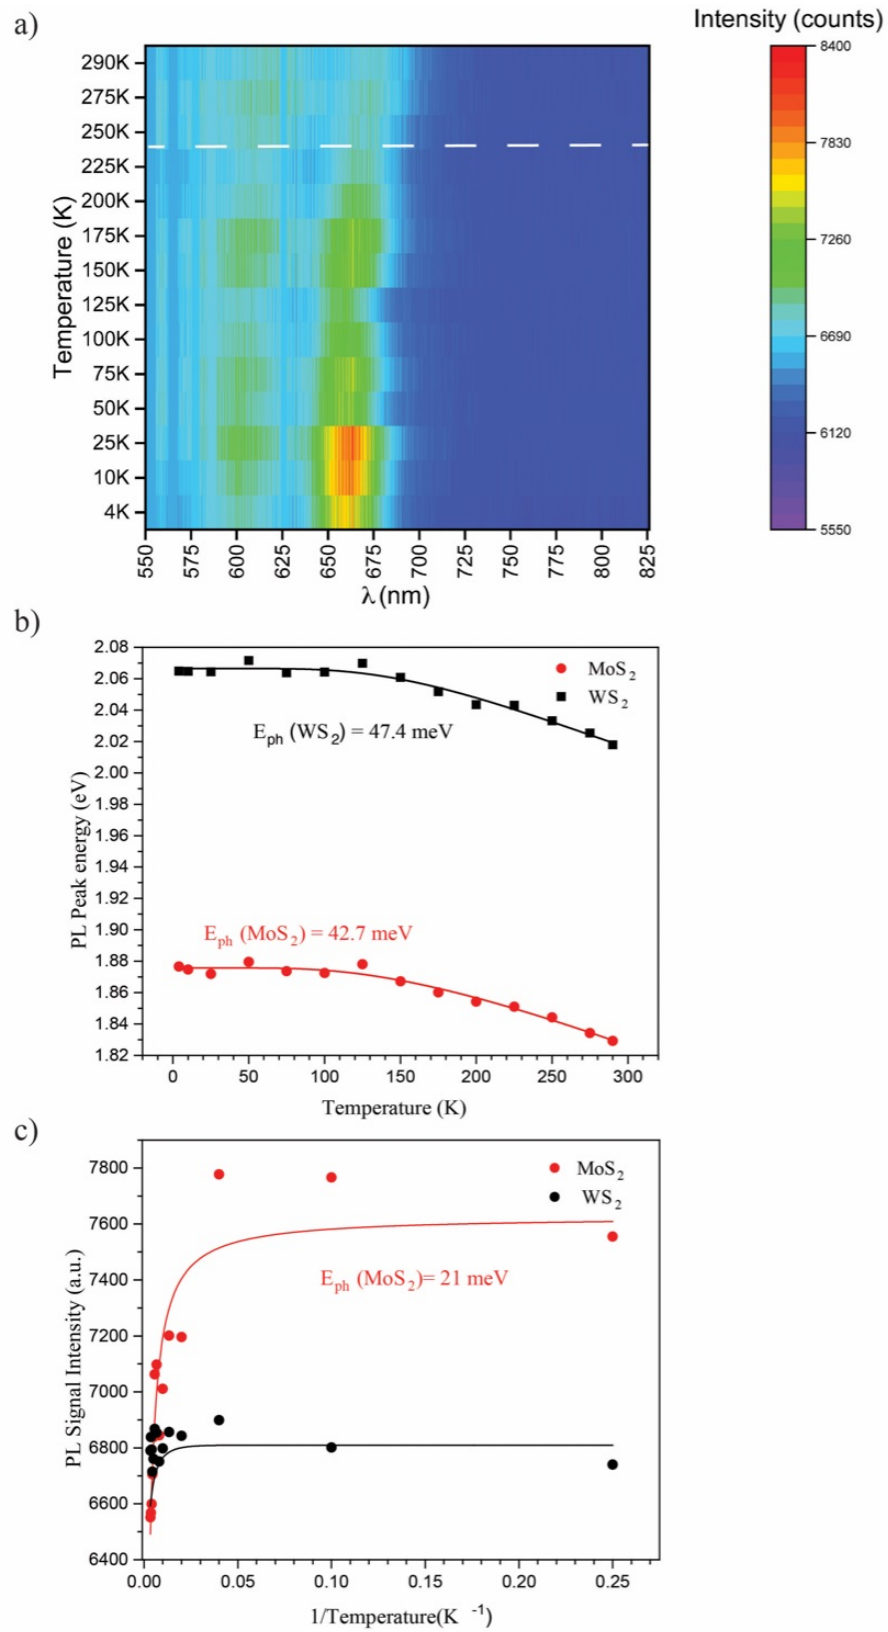 a)
Intensity (counts)
290K
275K
250K
225K
200K
175K
150K
125K
100K
75K
50K
25K
10K
4K
Temperature (K)
550
575
600
625
650
675
700
725
750
775
800
825
λ (nm)
8400
7830
7260
6690
6120
5550
b)
2.08
2.06
2.04
2.02
2.00
1.98
1.96
1.94
1.92
1.90
1.88
1.86
1.84
1.82
PL Peak energy (eV)
MoS₂
WS₂
Eph (WS₂) = 47.4 meV
Eph (MoS₂) = 42.7 meV
0
50
100
150
200
250
300
Temperature (K)
c)
7800
7600
7400
7200
7000
6800
6600
6400
PL Signal Intensity (a.u.)
MoS₂
WS₂
Eph (MoS₂)= 21 meV
0.00
0.05
0.10
0.15
0.20
0.25
1/Temperature(K ⁻¹)